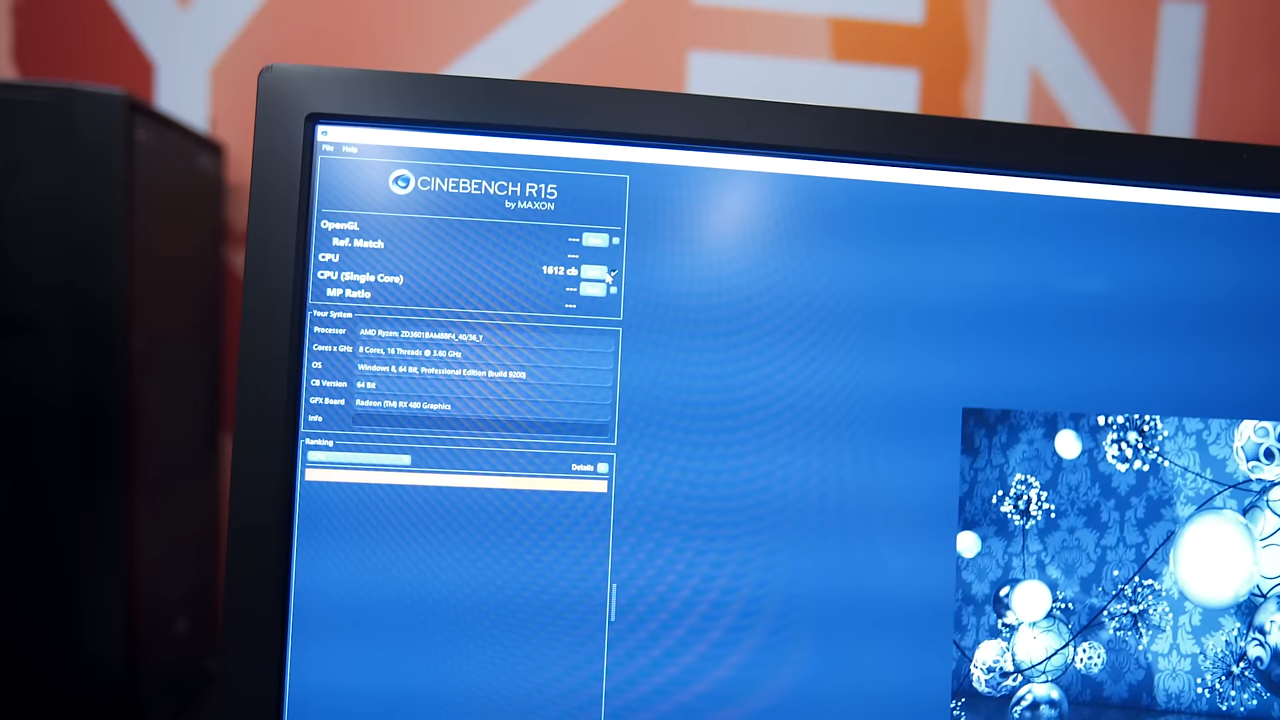 YZEN
File Help
CINEBENCH R15
by MAXON
OpenGL ---
Ref. Match ---
CPU 1612 cb
CPU (Single Core) ---
MP Ratio ---
Your System
Processor AMD Ryzen: ZD3601BAM88F4_40/36_Y
Cores x GHz 8 Cores, 16 Threads @ 3.60 GHz
OS Windows 8, 64 Bit, Professional Edition (build 9200)
CB Version 64 Bit
GFX Board Radeon (TM) RX 480 Graphics
Info
Ranking
Details